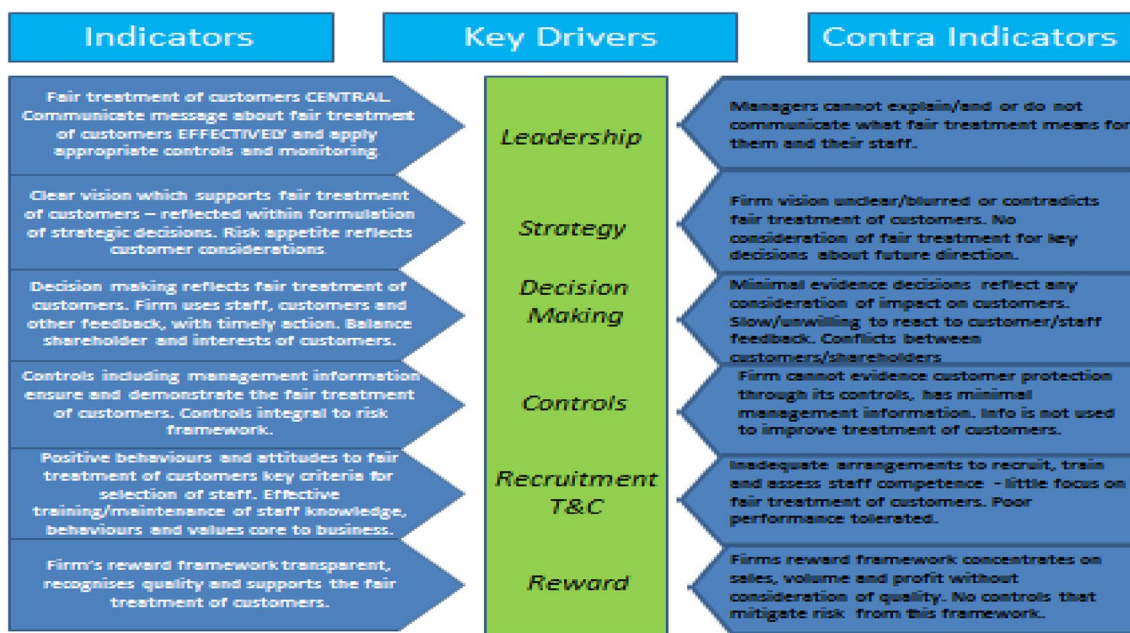 Indicators
Key Drivers
Contra Indicators
Fair treatment of customers CENTRAL
Communicate message about fair treatment
of customers EFFECTIVELY and apply
appropriate controls and monitoring.
Leadership
Managers cannot explain/and or do not
communicate what fair treatment means for
them and their staff.
Clear vision which supports fair treatment
of customers – reflected within formulation
of strategic decisions. Risk appetite reflects
customer considerations.
Strategy
Firm vision unclear/blurred or contradicts
fair treatment of customers. No
consideration of fair treatment for key
decisions about future direction.
Decision making reflects fair treatment of
customers. Firm uses staff, customers and
other feedback, with timely action. Balance
shareholder and interests of customers.
Decision
Making
Minimal evidence decisions reflect any
consideration of impact on customers.
Slow/unwilling to react to customer/staff
feedback. Conflicts between
customers/shareholders
Controls including management information
ensure and demonstrate the fair treatment
of customers. Controls integral to risk
framework.
Controls
Firm cannot evidence customer protection
through its controls, has minimal
management information. Info is not used
to improve treatment of customers.
Positive behaviours and attitudes to fair
treatment of customers key criteria for
selection of staff. Effective
training/maintenance of staff knowledge,
behaviours and values core to business.
Recruitment
T&C
Inadequate arrangements to recruit, train
and assess staff competence - little focus on
fair treatment of customers. Poor
performance tolerated.
Firm's reward framework transparent,
recognises quality and supports the fair
treatment of customers.
Reward
Firms reward framework concentrates on
sales, volume and profit without
consideration of quality. No controls that
mitigate risk from this framework.